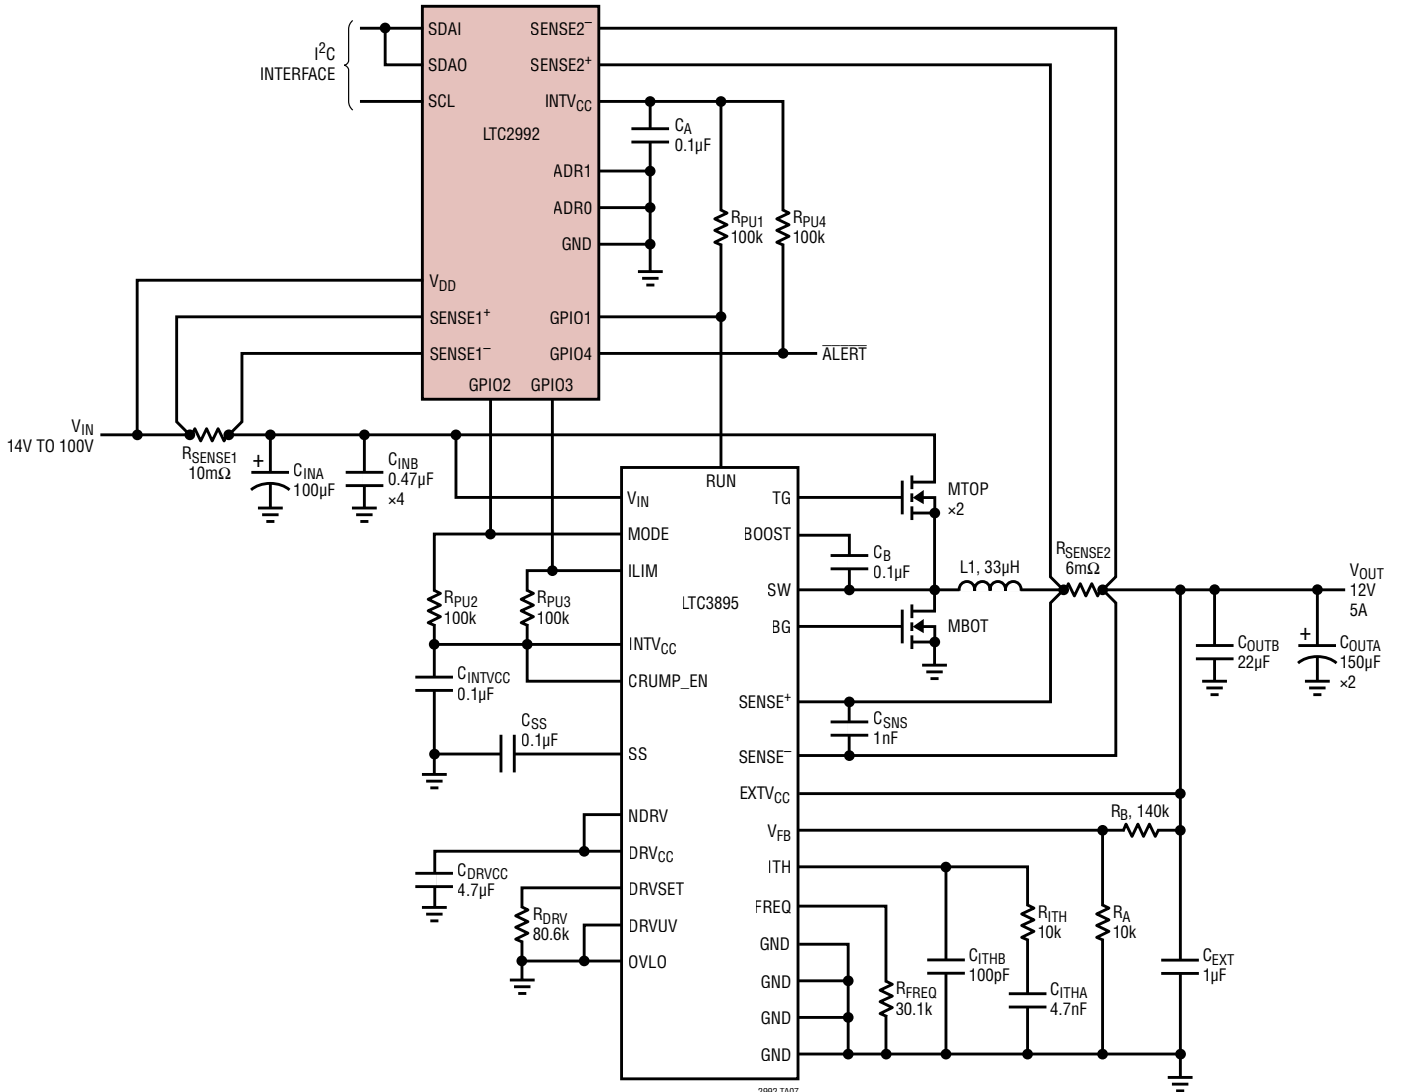 I²C
INTERFACE
SDAI
SDAO
SCL
SENSE2⁻
SENSE2⁺
INTVCC
LTC2992
ADR1
ADR0
GND
VDD
SENSE1⁺
SENSE1⁻
GPIO1
GPIO4
GPIO2
GPIO3
CA
0.1µF
RPU1
100k
RPU4
100k
ALERT
VIN
14V TO 100V
RSENSE1
10mΩ
+
CINA
100µF
CINB
0.47µF
×4
RUN
VIN
MODE
ILIM
LTC3895
INTVCC
CRUMP_EN
SS
NDRV
DRVCC
DRVSET
DRVUV
OVLO
TG
BOOST
SW
BG
SENSE⁺
SENSE⁻
EXTVCC
VFB
ITH
FREQ
GND
GND
GND
GND
RPU2
100k
RPU3
100k
CINTVCC
0.1µF
CSS
0.1µF
CDRVCC
4.7µF
RDRV
80.6k
MTOP
×2
CB
0.1µF
L1, 33µH
MBOT
RSENSE2
6mΩ
VOUT
12V
5A
COUTB
22µF
+
COUTA
150µF
×2
CSNS
1nF
RB, 140k
RITH
10k
RA
10k
CITHB
100pF
CITHA
4.7nF
RFREQ
30.1k
CEXT
1µF
2992 TA07